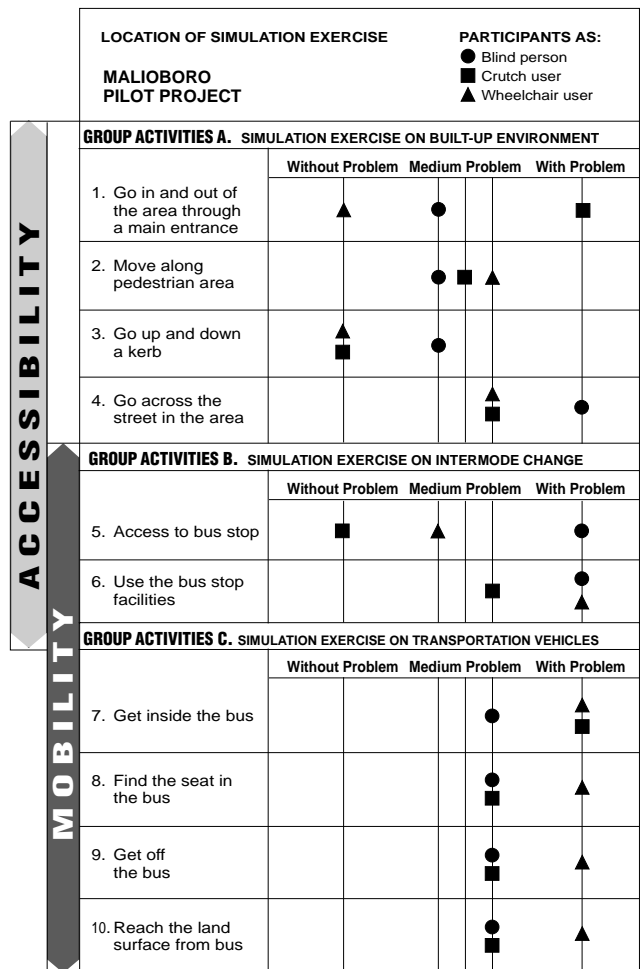 LOCATION OF SIMULATION EXERCISE
MALIOBORO
PILOT PROJECT
PARTICIPANTS AS:
Blind person
Crutch user
Wheelchair user
ACCESSIBILITY
MOBILITY
GROUP ACTIVITIES A. SIMULATION EXERCISE ON BUILT-UP ENVIRONMENT
Without Problem Medium Problem With Problem
1. Go in and out of
the area through
a main entrance
2. Move along
pedestrian area
3. Go up and down
a kerb
4. Go across the
street in the area
GROUP ACTIVITIES B. SIMULATION EXERCISE ON INTERMODE CHANGE
Without Problem Medium Problem With Problem
5. Access to bus stop
6. Use the bus stop
facilities
GROUP ACTIVITIES C. SIMULATION EXERCISE ON TRANSPORTATION VEHICLES
Without Problem Medium Problem With Problem
7. Get inside the bus
8. Find the seat in
the bus
9. Get off
the bus
10. Reach the land
surface from bus